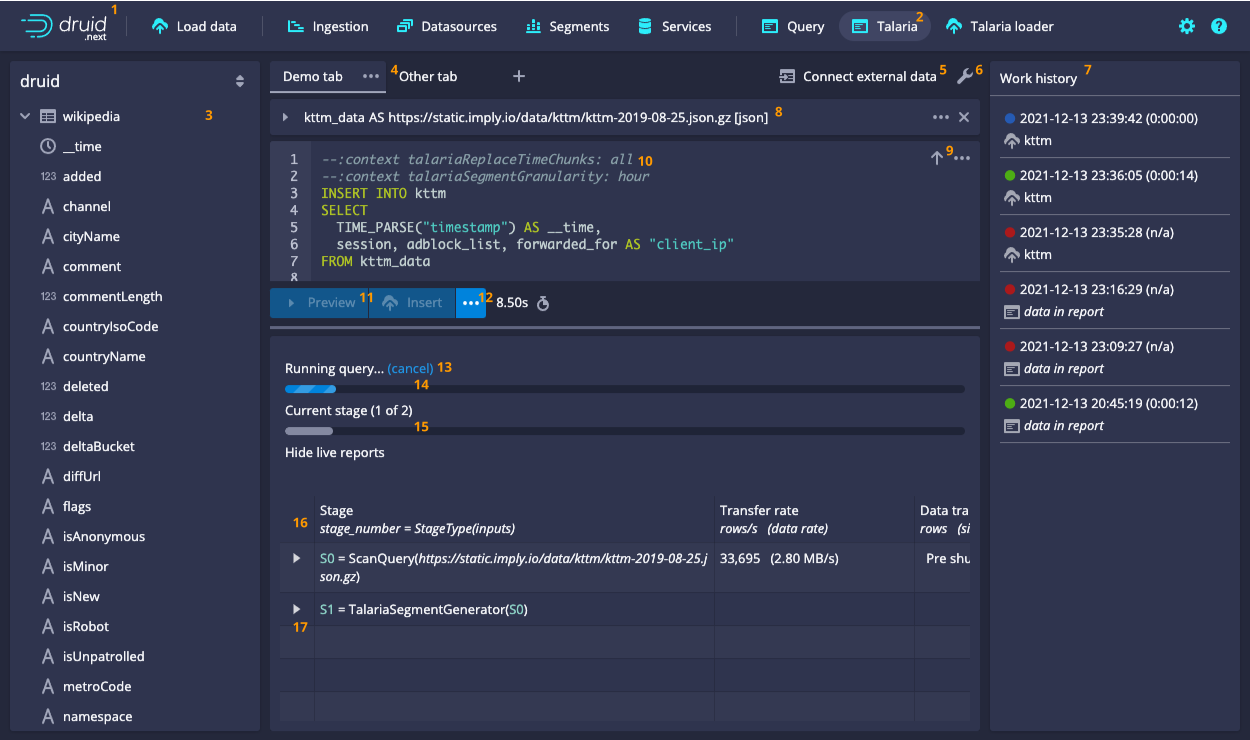 druid .next 1
Load data
Ingestion
Datasources
Segments
Services
Query
Talaria 2
Talaria loader
druid
wikipedia 3
__time
123 added
A channel
A cityName
A comment
123 commentLength
A countryIsoCode
A countryName
123 deleted
123 delta
123 deltaBucket
A diffUrl
A flags
A isAnonymous
A isMinor
A isNew
A isRobot
A isUnpatrolled
A metroCode
A namespace
Demo tab ••• 4 Other tab +
Connect external data 5 6
kttm_data AS https://static.imply.io/data/kttm/kttm-2019-08-25.json.gz [json] 8
9
1 --:context talariaReplaceTimeChunks: all 10
2 --:context talariaSegmentGranularity: hour
3 INSERT INTO kttm
4 SELECT
5 TIME_PARSE("timestamp") AS __time,
6 session, adblock_list, forwarded_for AS "client_ip"
7 FROM kttm_data
8
Preview 11 Insert ••• 12 8.50s
Running query... (cancel) 13
14
Current stage (1 of 2)
15
Hide live reports
16
Stage
stage_number = StageType(inputs)
Transfer rate
rows/s (data rate)
Data tra
rows (si
S0 = ScanQuery(https://static.imply.io/data/kttm/kttm-2019-08-25.j
son.gz)
33,695 (2.80 MB/s)
Pre shu
S1 = TalariaSegmentGenerator(S0)
17
Work history 7
2021-12-13 23:39:42 (0:00:00)
kttm
2021-12-13 23:36:05 (0:00:14)
kttm
2021-12-13 23:35:28 (n/a)
kttm
2021-12-13 23:16:29 (n/a)
data in report
2021-12-13 23:09:27 (n/a)
data in report
2021-12-13 20:45:19 (0:00:12)
data in report